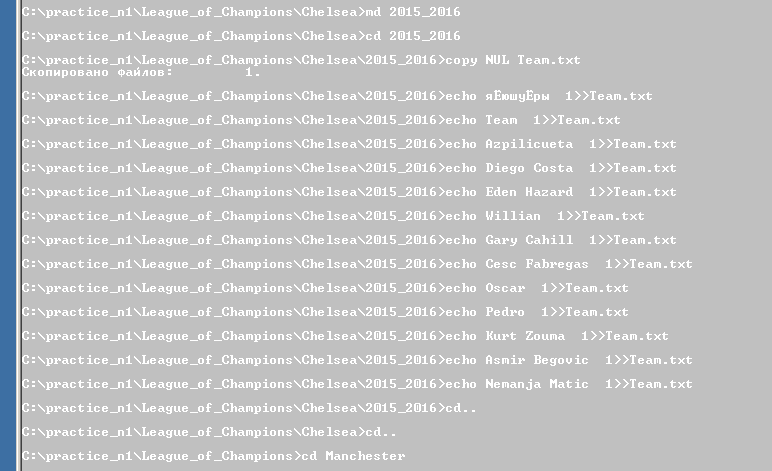 C:\practice_n1\League_of_Champions\Chelsea>md 2015_2016
C:\practice_n1\League_of_Champions\Chelsea>cd 2015_2016
C:\practice_n1\League_of_Champions\Chelsea\2015_2016>copy NUL Team.txt
Скопировано файлов:         1.
C:\practice_n1\League_of_Champions\Chelsea\2015_2016>echo яЁюшуЁры  1>>Team.txt
C:\practice_n1\League_of_Champions\Chelsea\2015_2016>echo Team  1>>Team.txt
C:\practice_n1\League_of_Champions\Chelsea\2015_2016>echo Azpilicueta  1>>Team.txt
C:\practice_n1\League_of_Champions\Chelsea\2015_2016>echo Diego Costa  1>>Team.txt
C:\practice_n1\League_of_Champions\Chelsea\2015_2016>echo Eden Hazard  1>>Team.txt
C:\practice_n1\League_of_Champions\Chelsea\2015_2016>echo Willian  1>>Team.txt
C:\practice_n1\League_of_Champions\Chelsea\2015_2016>echo Gary Cahill  1>>Team.txt
C:\practice_n1\League_of_Champions\Chelsea\2015_2016>echo Cesc Fabregas  1>>Team.txt
C:\practice_n1\League_of_Champions\Chelsea\2015_2016>echo Oscar  1>>Team.txt
C:\practice_n1\League_of_Champions\Chelsea\2015_2016>echo Pedro  1>>Team.txt
C:\practice_n1\League_of_Champions\Chelsea\2015_2016>echo Kurt Zouma  1>>Team.txt
C:\practice_n1\League_of_Champions\Chelsea\2015_2016>echo Asmir Begovic  1>>Team.txt
C:\practice_n1\League_of_Champions\Chelsea\2015_2016>echo Nemanja Matic  1>>Team.txt
C:\practice_n1\League_of_Champions\Chelsea\2015_2016>cd..
C:\practice_n1\League_of_Champions\Chelsea>cd..
C:\practice_n1\League_of_Champions>cd Manchester